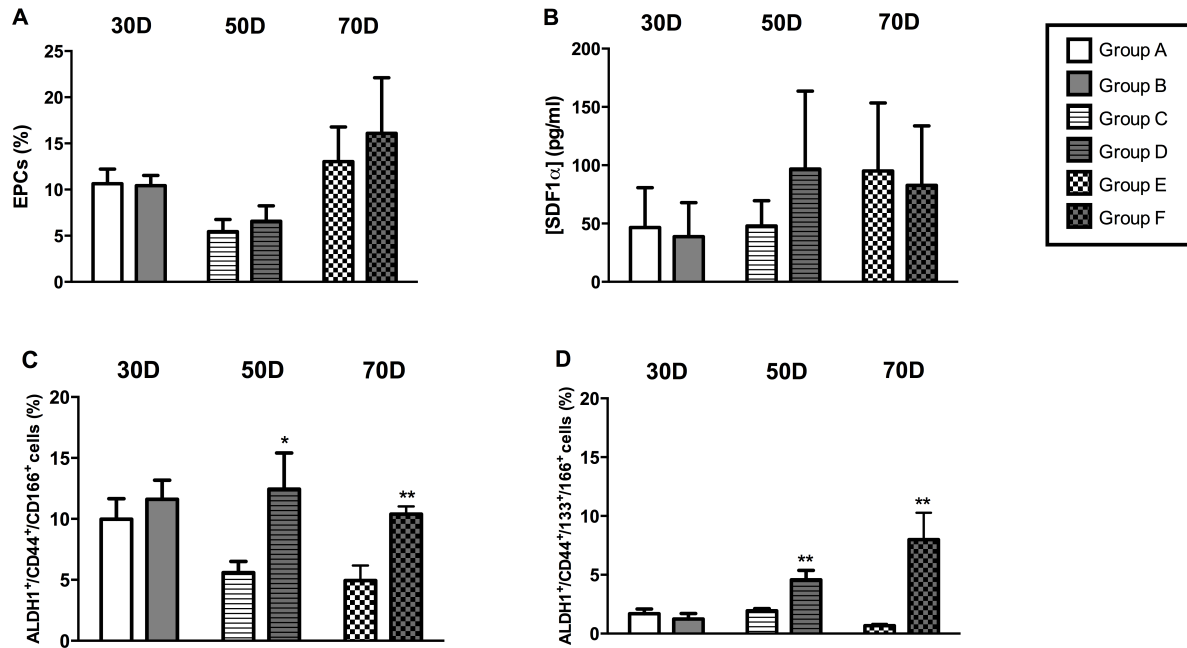 A
30D 50D 70D
EPCs (%)
25
20
15
10
5
0
B
30D 50D 70D
[SDF1α] (pg/ml)
200
150
100
50
0
Group A
Group B
Group C
Group D
Group E
Group F
C
30D 50D 70D
ALDH1⁺/CD44⁺/CD166⁺ cells (%)
20
15
10
5
0
*
**
D
30D 50D 70D
ALDH1⁺/CD44⁺/133⁺/166⁺ cells (%)
20
15
10
5
0
**
**